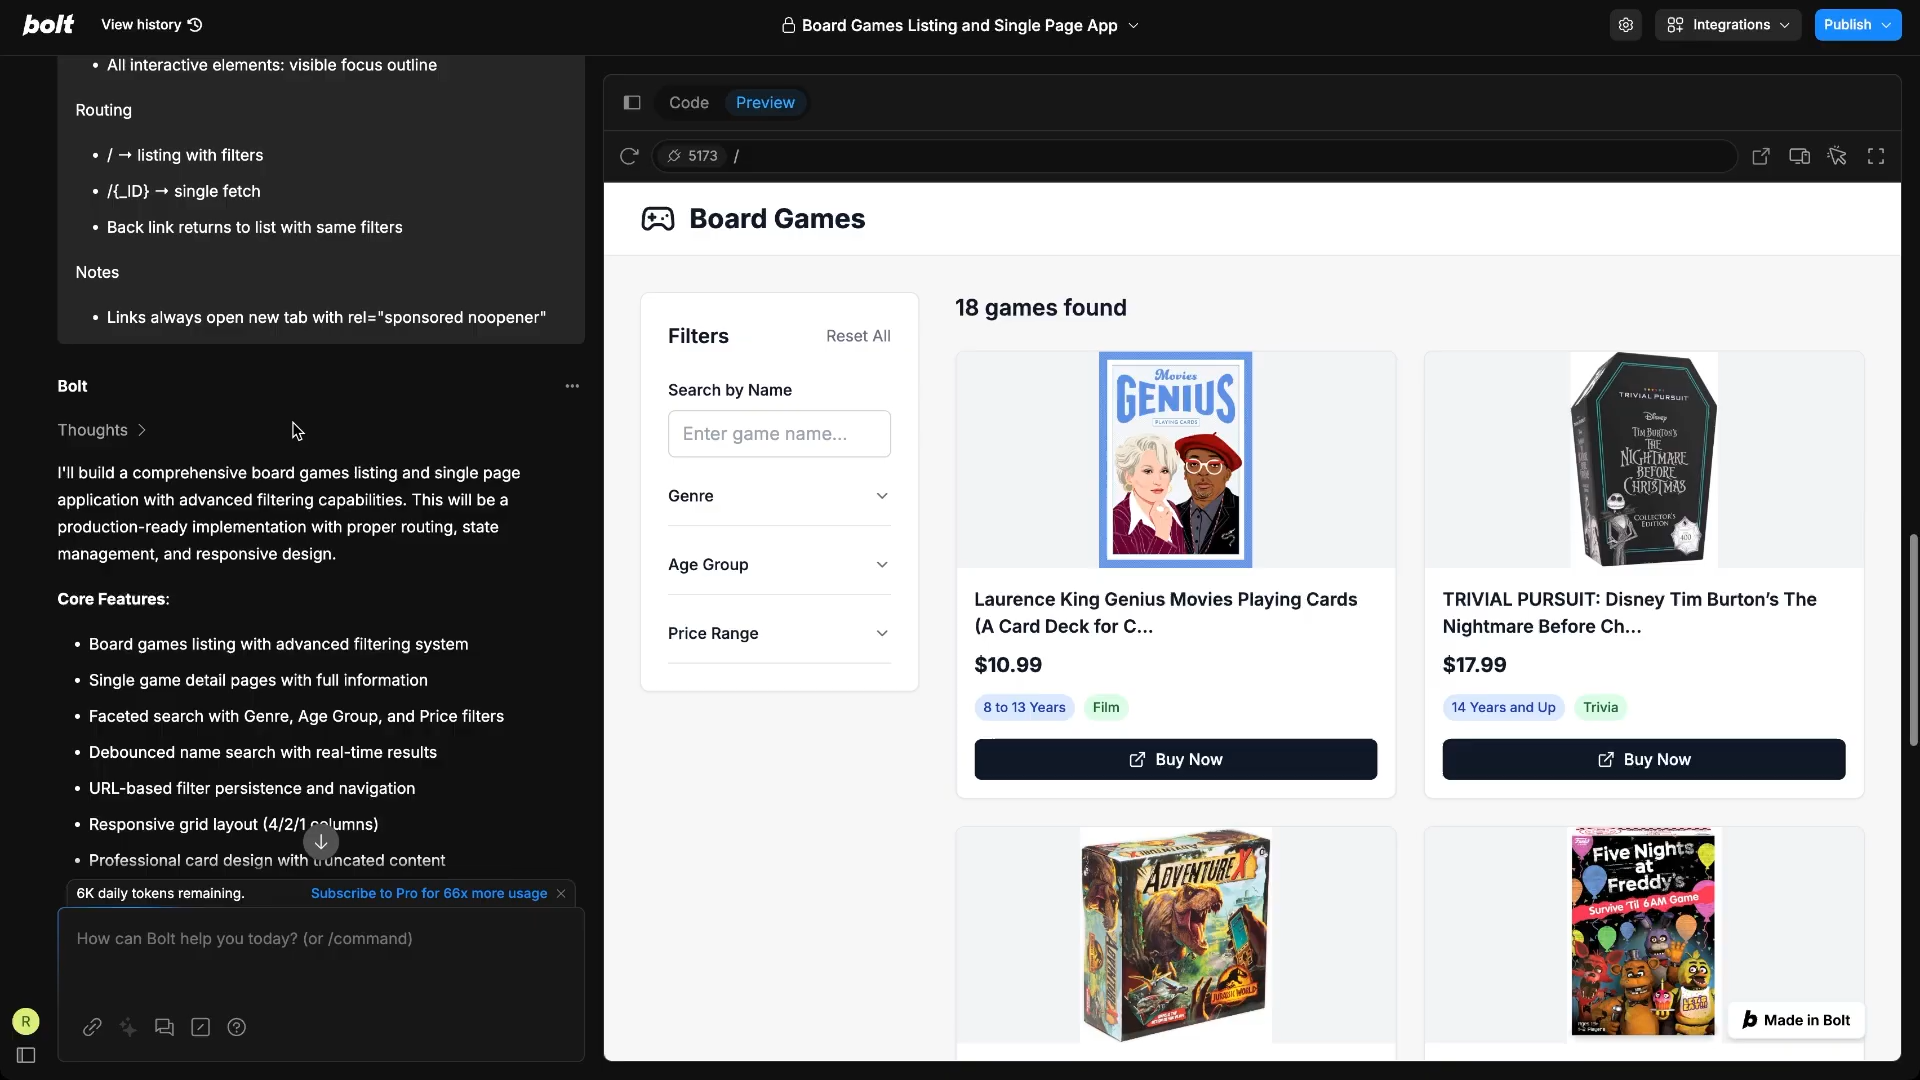 bolt
View history
Board Games Listing and Single Page App
Integrations
Publish
• All interactive elements: visible focus outline
Routing
• / → listing with filters
• /{_ID} → single fetch
• Back link returns to list with same filters
Notes
• Links always open new tab with rel="sponsored noopener"
Bolt
Thoughts
I'll build a comprehensive board games listing and single page
application with advanced filtering capabilities. This will be a
production-ready implementation with proper routing, state
management, and responsive design.
Core Features:
• Board games listing with advanced filtering system
• Single game detail pages with full information
• Faceted search with Genre, Age Group, and Price filters
• Debounced name search with real-time results
• URL-based filter persistence and navigation
• Responsive grid layout (4/2/1 columns)
• Professional card design with truncated content
6K daily tokens remaining.
Subscribe to Pro for 66x more usage
How can Bolt help you today? (or /command)
R
Code
Preview
5173
/
Board Games
Filters
Reset All
Search by Name
Enter game name...
Genre
Age Group
Price Range
18 games found
Movies
GENIUS
PLAYING CARDS
Laurence King Genius Movies Playing Cards
(A Card Deck for C...
$10.99
8 to 13 Years
Film
Buy Now
TRIVIAL PURSUIT
Disney
TIM BURTON'S
THE
NIGHTMARE
BEFORE
CHRISTMAS
COLLECTOR'S
EDITION
400
TRIVIAL PURSUIT: Disney Tim Burton’s The
Nightmare Before Ch...
$17.99
14 Years and Up
Trivia
Buy Now
ADVENTURE X
JURASSIC WORLD
Five Nights
at
Freddy's
Survive 'Til 6AM Game
Made in Bolt